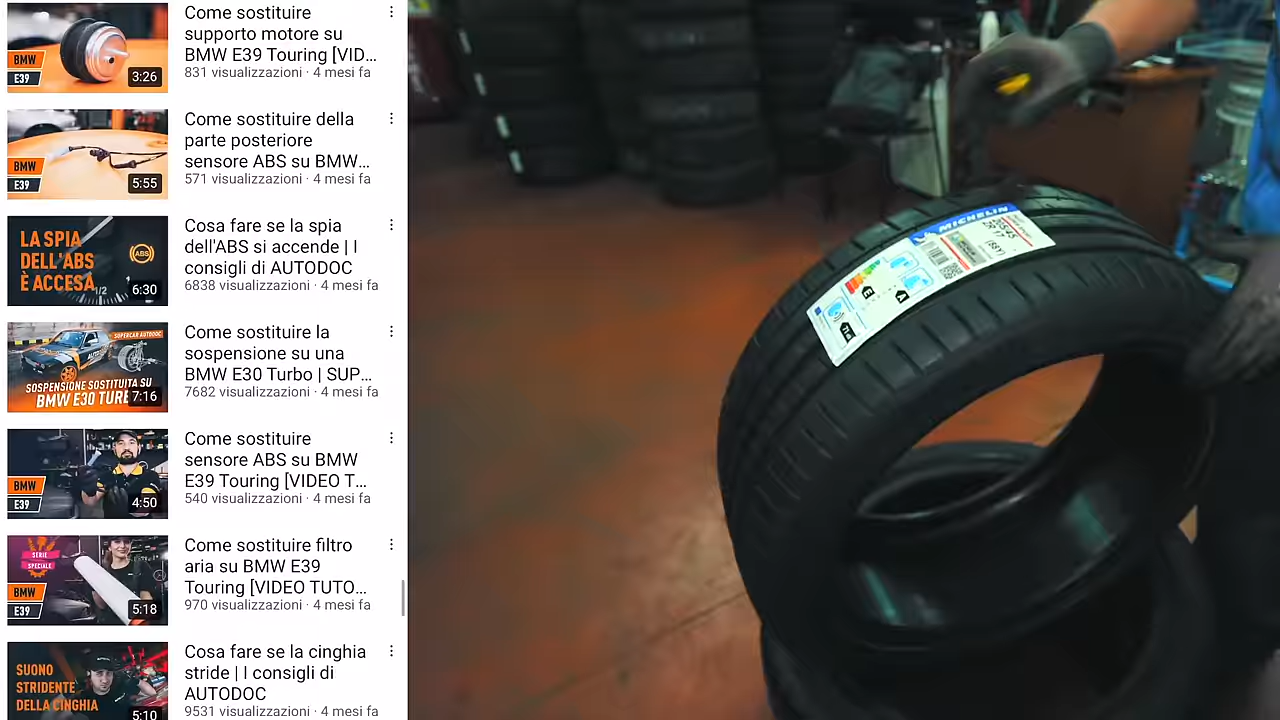 Come sostituire
supporto motore su
BMW E39 Touring [VID...
831 visualizzazioni · 4 mesi fa
BMW
E39
3:26
Come sostituire della
parte posteriore
sensore ABS su BMW...
571 visualizzazioni · 4 mesi fa
BMW
E39
5:55
Cosa fare se la spia
dell'ABS si accende | I
consigli di AUTODOC
6838 visualizzazioni · 4 mesi fa
LA SPIA
DELL'ABS
È ACCESA
ABS
1/2
6:30
Come sostituire la
sospensione su una
BMW E30 Turbo | SUP...
7682 visualizzazioni · 4 mesi fa
SUPERCAR AUTODOC
SOSPENSIONE SOSTITUITA SU
BMW E30 TURB
7:16
Come sostituire
sensore ABS su BMW
E39 Touring [VIDEO T...
540 visualizzazioni · 4 mesi fa
BMW
E39
4:50
Come sostituire filtro
aria su BMW E39
Touring [VIDEO TUTO...
970 visualizzazioni · 4 mesi fa
SERIE
SPECIALE
BMW
E39
5:18
Cosa fare se la cinghia
stride | I consigli di
AUTODOC
9531 visualizzazioni · 4 mesi fa
SUONO
STRIDENTE
DELLA CINGHIA
5:10
MICHELIN
ZR 17
(88Y)
E
A